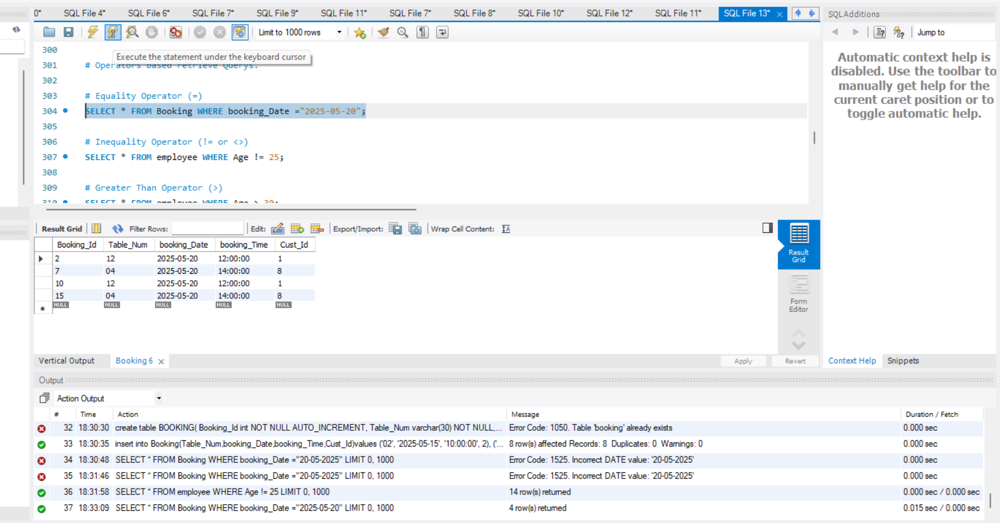 0* SQL File 4* SQL File 6* SQL File 7* SQL File 9* SQL File 11* SQL File 7* SQL File 8* SQL File 10* SQL File 12* SQL File 11* SQL File 13* SQLAdditions
Limit to 1000 rows Jump to
Execute the statement under the keyboard cursor
Automatic context help is
disabled. Use the toolbar to
manually get help for the
current caret position or to
toggle automatic help.
300
301 # Operators based retrieve Querys.
302
303 # Equality Operator (=)
304 SELECT * FROM Booking WHERE booking_Date ="2025-05-20";
305
306 # Inequality Operator (!= or <>)
307 SELECT * FROM employee WHERE Age != 25;
308
309 # Greater Than Operator (>)
310 SELECT * FROM employee WHERE Age > 30;
Result Grid Filter Rows: Edit: Export/Import: Wrap Cell Content:
Booking_Id Table_Num booking_Date booking_Time Cust_Id
2 12 2025-05-20 12:00:00 1
7 04 2025-05-20 14:00:00 8
10 12 2025-05-20 12:00:00 1
15 04 2025-05-20 14:00:00 8
NULL NULL NULL NULL NULL
Result
Grid
Form
Editor
Vertical Output Booking 6 Apply Revert Context Help Snippets
Output
Action Output
# Time Action Message Duration / Fetch
32 18:30:30 create table BOOKING( Booking_Id int NOT NULL AUTO_INCREMENT, Table_Num varchar(30) NOT NULL,... Error Code: 1050. Table 'booking' already exists 0.000 sec
33 18:30:35 insert into Booking(Table_Num,booking_Date,booking_Time,Cust_Id)values ('02', '2025-05-15', '10:00:00', 2), ('... 8 row(s) affected Records: 8 Duplicates: 0 Warnings: 0 0.000 sec
34 18:30:48 SELECT * FROM Booking WHERE booking_Date ="20-05-2025" LIMIT 0, 1000 Error Code: 1525. Incorrect DATE value: '20-05-2025' 0.000 sec
35 18:31:46 SELECT * FROM Booking WHERE booking_Date ="20-05-2025" LIMIT 0, 1000 Error Code: 1525. Incorrect DATE value: '20-05-2025' 0.000 sec
36 18:31:58 SELECT * FROM employee WHERE Age != 25 LIMIT 0, 1000 14 row(s) returned 0.000 sec / 0.000 sec
37 18:33:09 SELECT * FROM Booking WHERE booking_Date ="2025-05-20" LIMIT 0, 1000 4 row(s) returned 0.015 sec / 0.000 sec